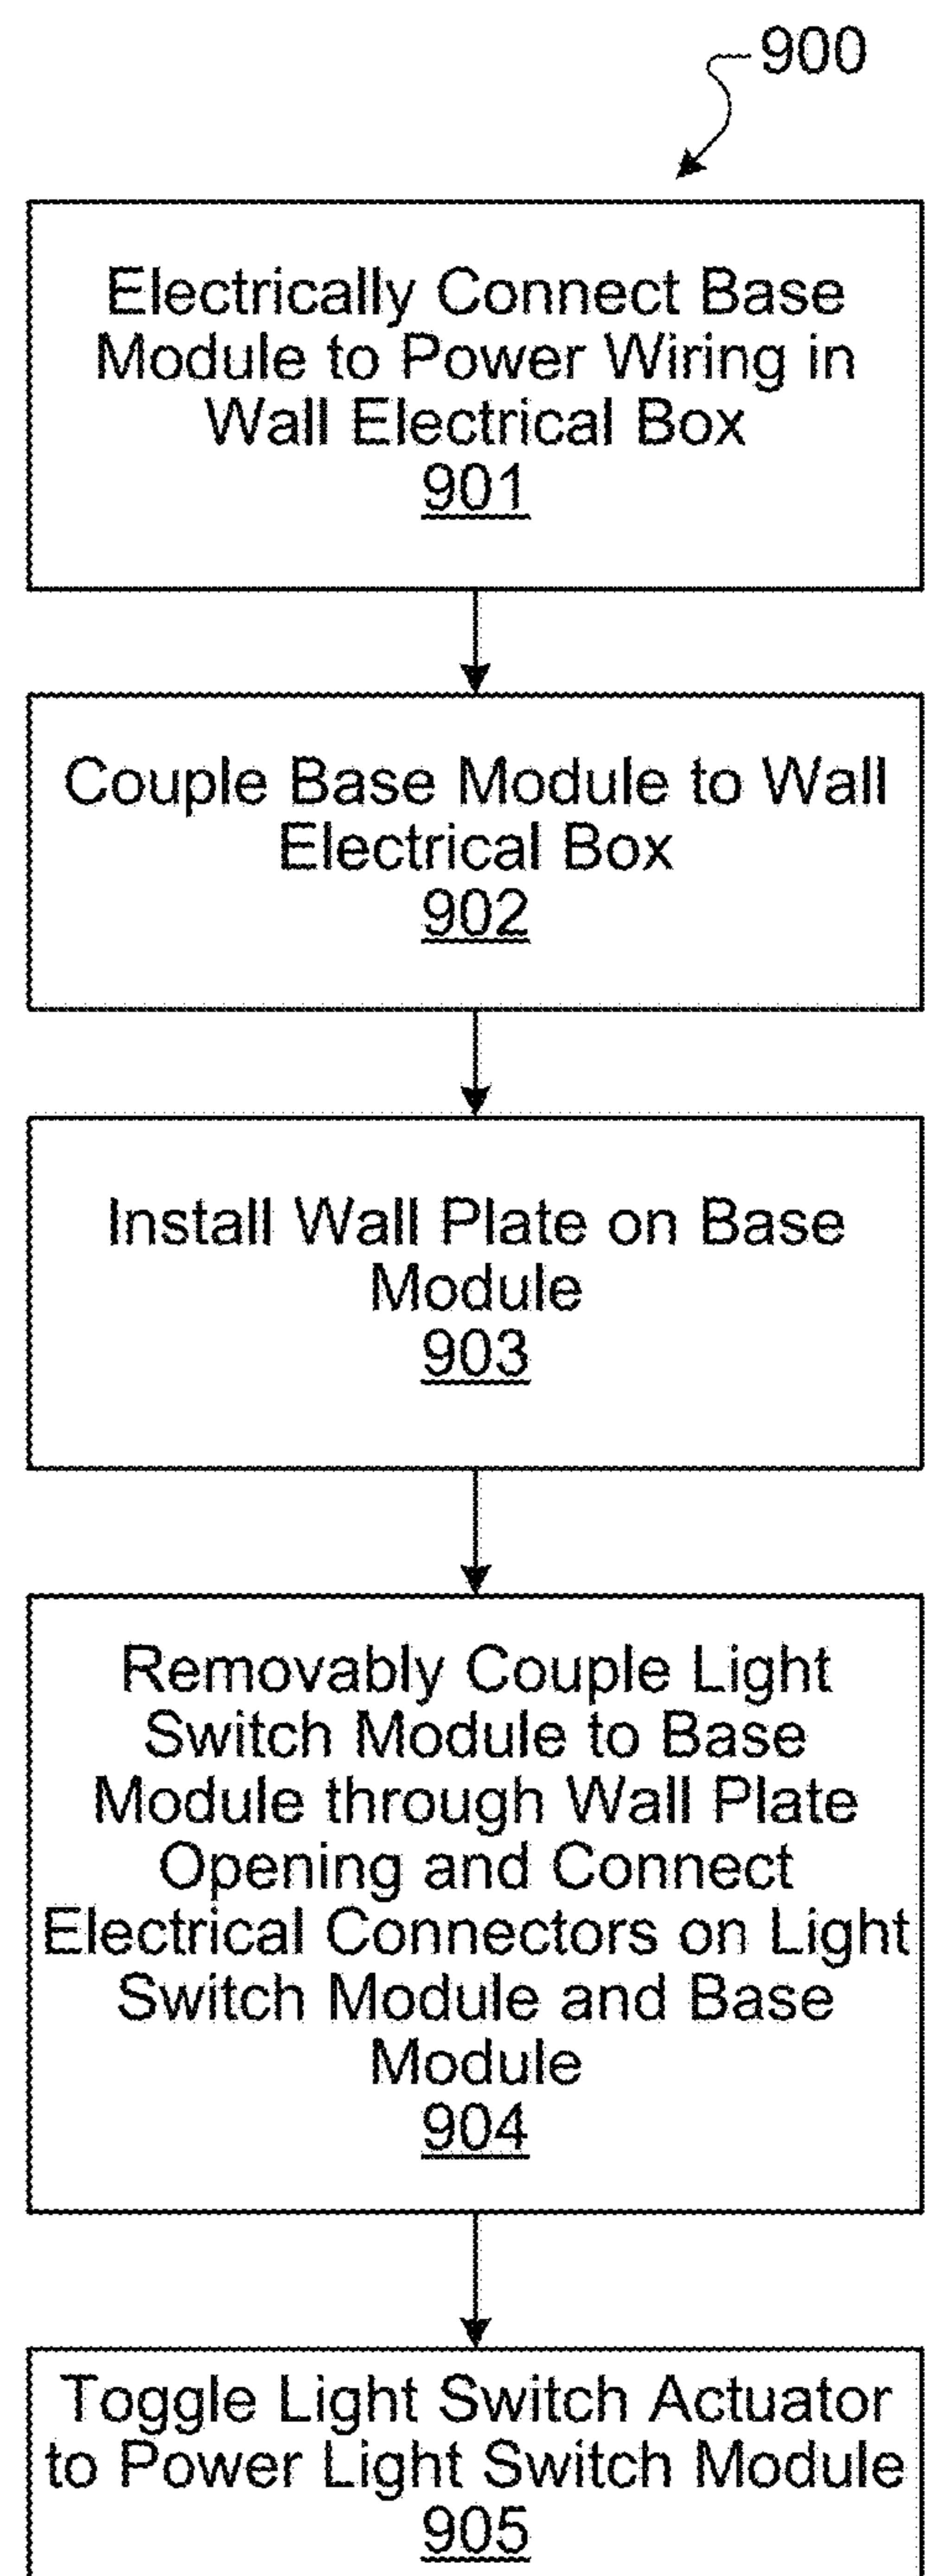 900
Electrically Connect Base
Module to Power Wiring in
Wall Electrical Box
901
Couple Base Module to Wall
Electrical Box
902
Install Wall Plate on Base
Module
903
Removably Couple Light
Switch Module to Base
Module through Wall Plate
Opening and Connect
Electrical Connectors on Light
Switch Module and Base
Module
904
Toggle Light Switch Actuator
to Power Light Switch Module
905